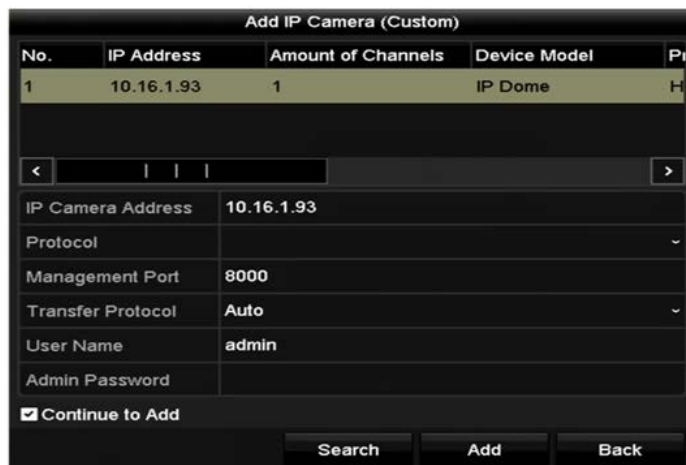 Add IP Camera (Custom)
No. IP Address Amount of Channels Device Model Pr
1 10.16.1.93 1 IP Dome H
IP Camera Address 10.16.1.93
Protocol
Management Port 8000
Transfer Protocol Auto
User Name admin
Admin Password
Continue to Add
Search Add Back